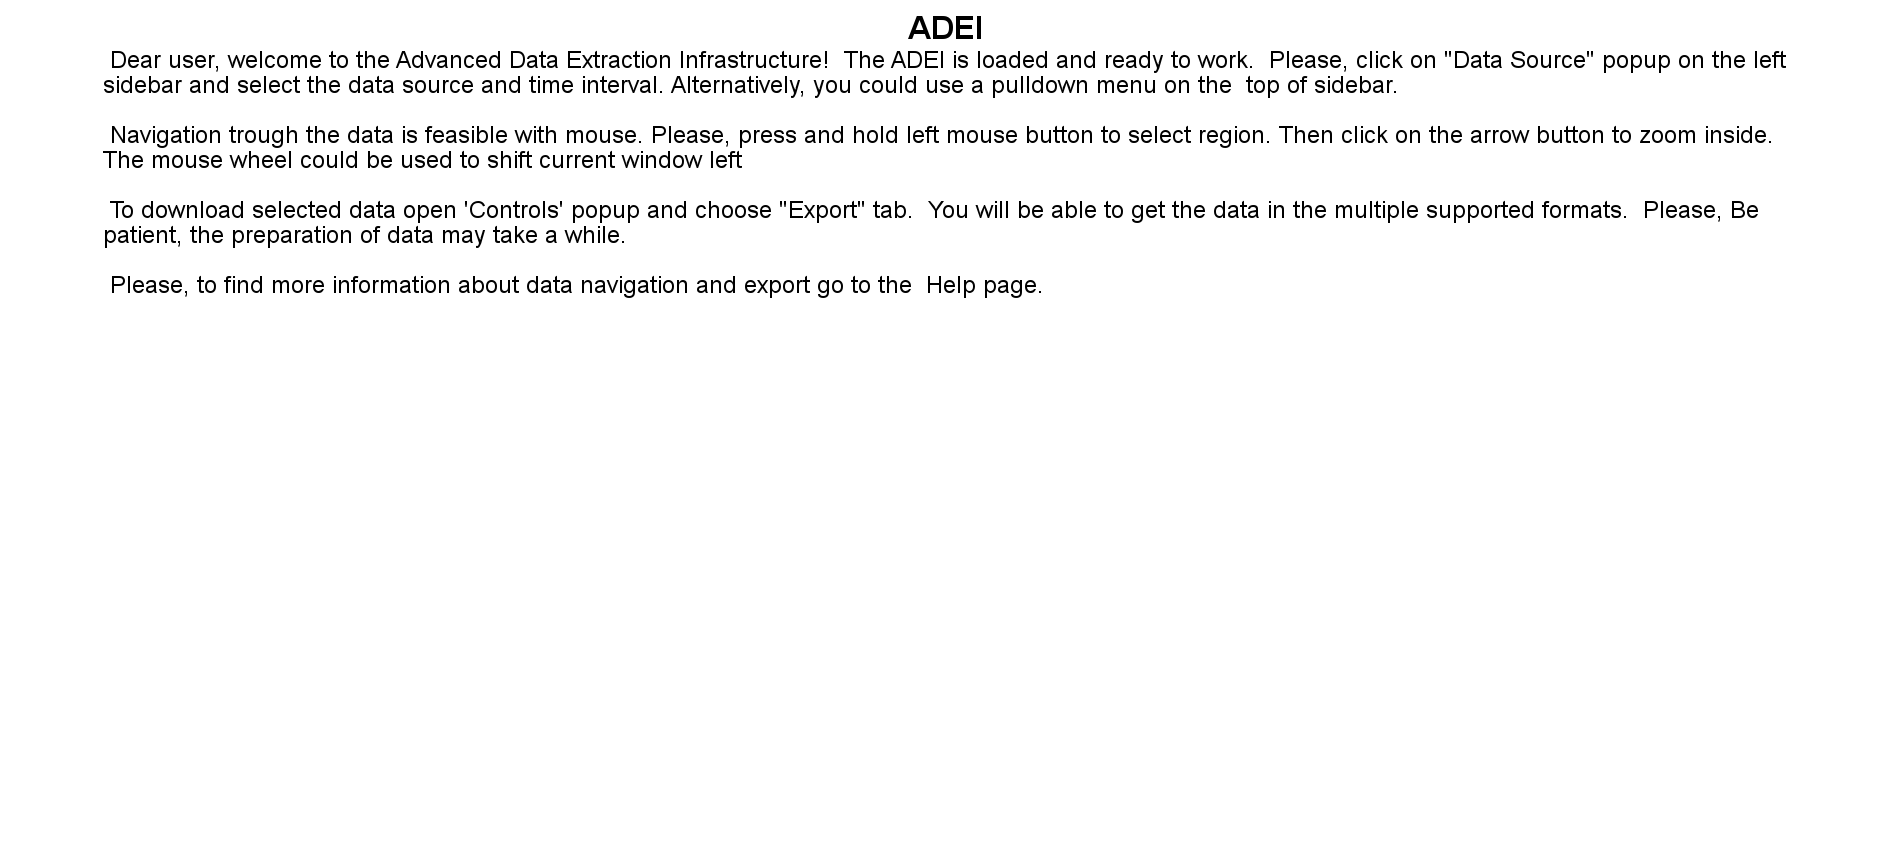 ADEI
Dear user, welcome to the Advanced Data Extraction Infrastructure!  The ADEI is loaded and ready to work.  Please, click on "Data Source" popup on the left
sidebar and select the data source and time interval. Alternatively, you could use a pulldown menu on the  top of sidebar.
Navigation trough the data is feasible with mouse. Please, press and hold left mouse button to select region. Then click on the arrow button to zoom inside.
The mouse wheel could be used to shift current window left
To download selected data open 'Controls' popup and choose "Export" tab.  You will be able to get the data in the multiple supported formats.  Please, Be
patient, the preparation of data may take a while.
Please, to find more information about data navigation and export go to the  Help page.